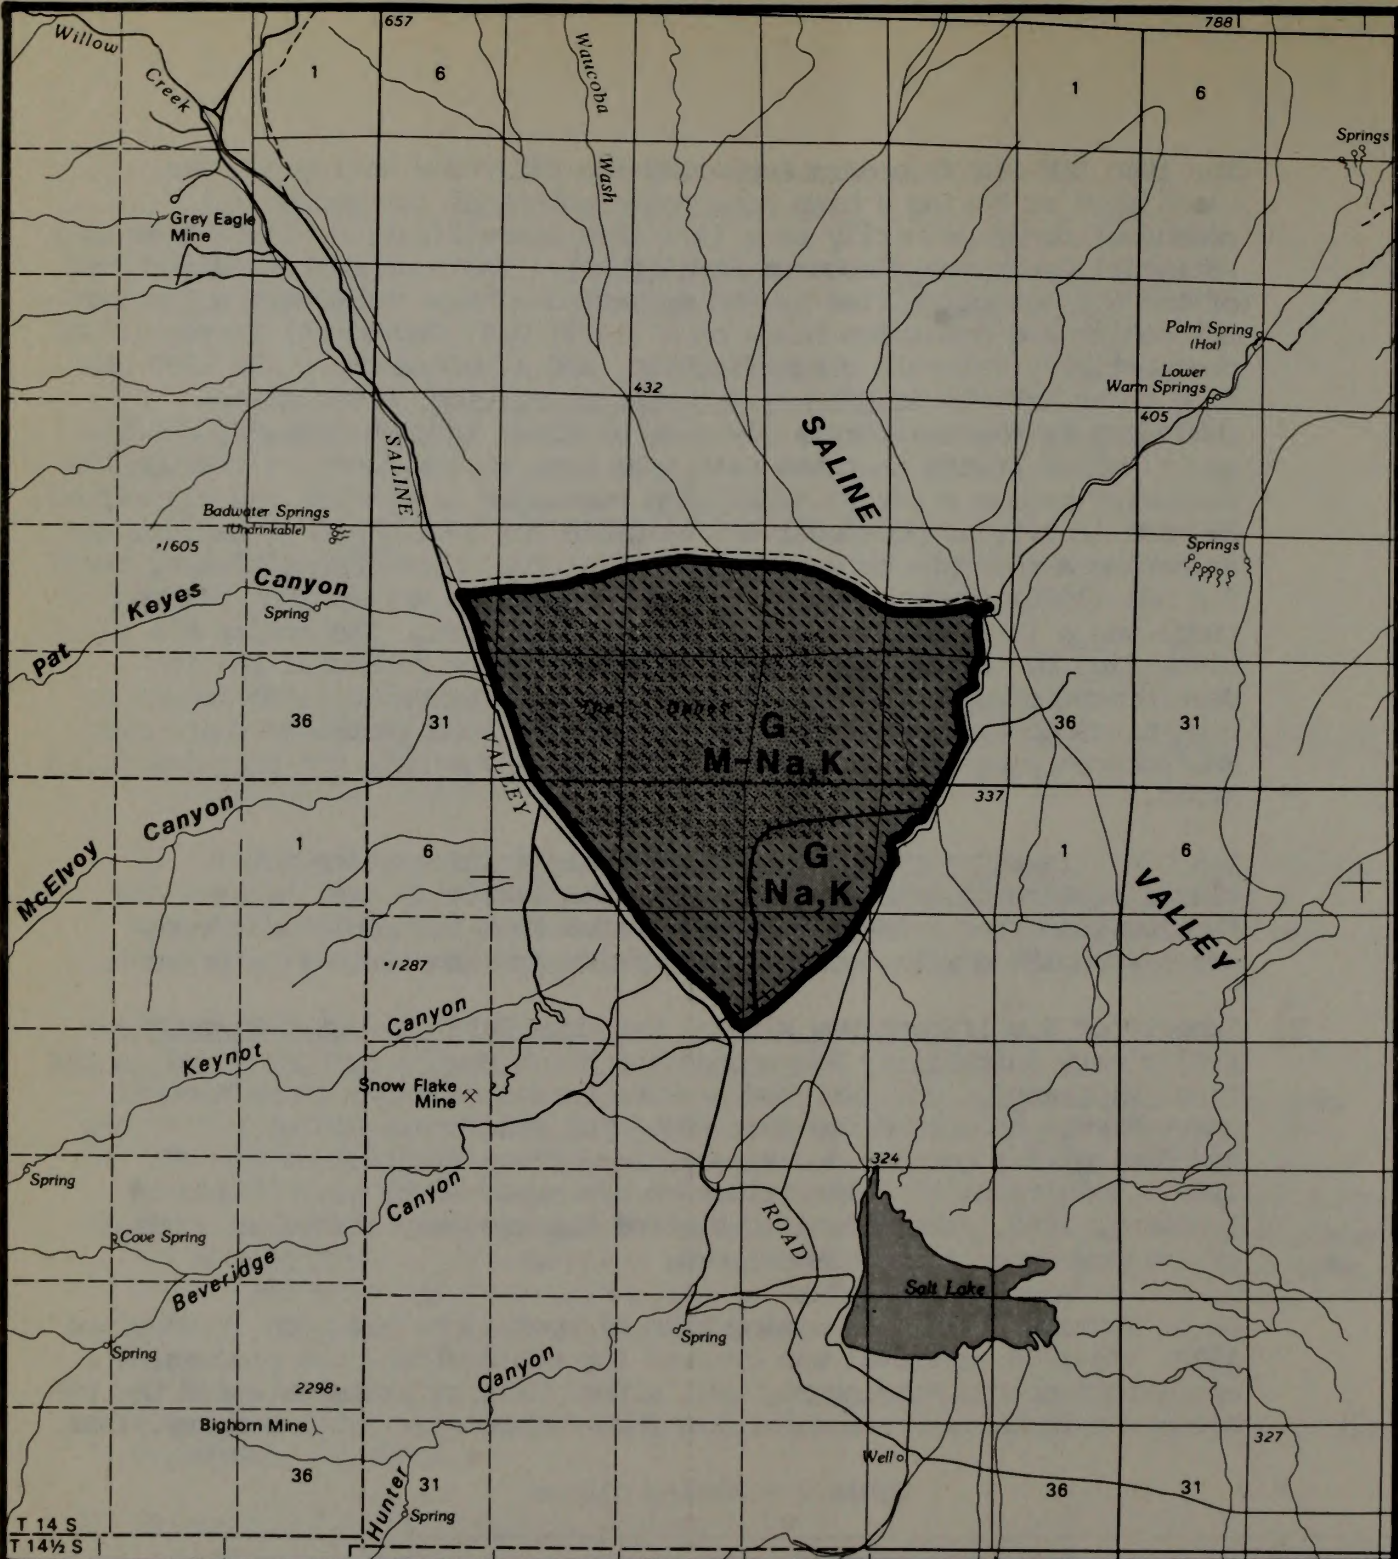 657
788
Willow
Creek
1
6
Waucoba
Wash
1
6
Springs
Grey Eagle
Mine
Palm Spring
(Hot)
Lower
Warm Springs
432
405
SALINE
SALINE
Badwater Springs
(Undrinkable)
1605
Springs
Pat Keyes Canyon
Spring
36
31
The Dunes
G
M-Na,K
36
31
VALLEY
337
McElvoy Canyon
1
6
G
Na,K
1
6
VALLEY
1287
Keynot Canyon
Snow Flake
Mine
Spring
324
Beveridge Canyon
Cove Spring
ROAD
Salt Lake
Spring
Spring
2298
Hunter Canyon
Bighorn Mine
327
Well
36
31
Spring
36
31
T 14 S
T 14½ S